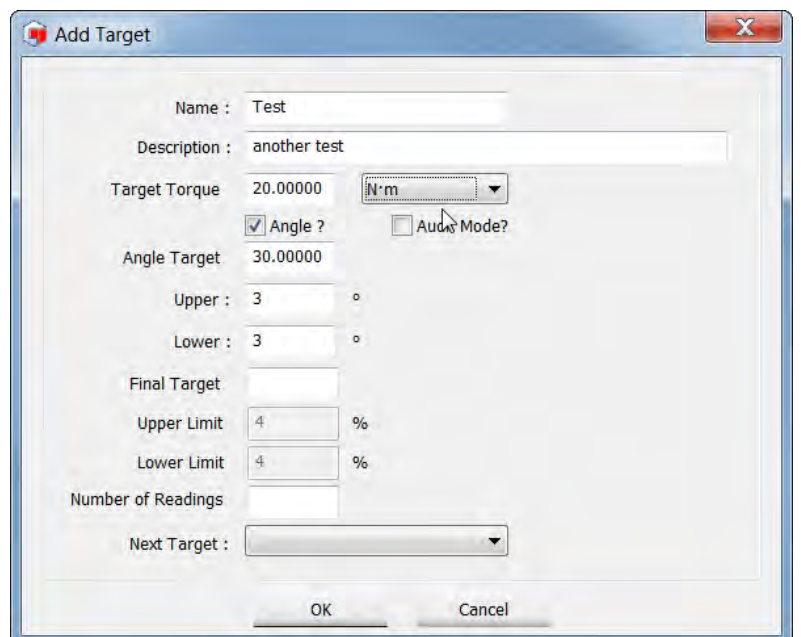 Add Target
X
Name : Test
Description : another test
Target Torque 20.00000 N·m
Angle ? Mode?
Angle Target 30.00000
Upper : 3 °
Lower : 3 °
Final Target
Upper Limit 4 %
Lower Limit 4 %
Number of Readings
Next Target :
OK Cancel